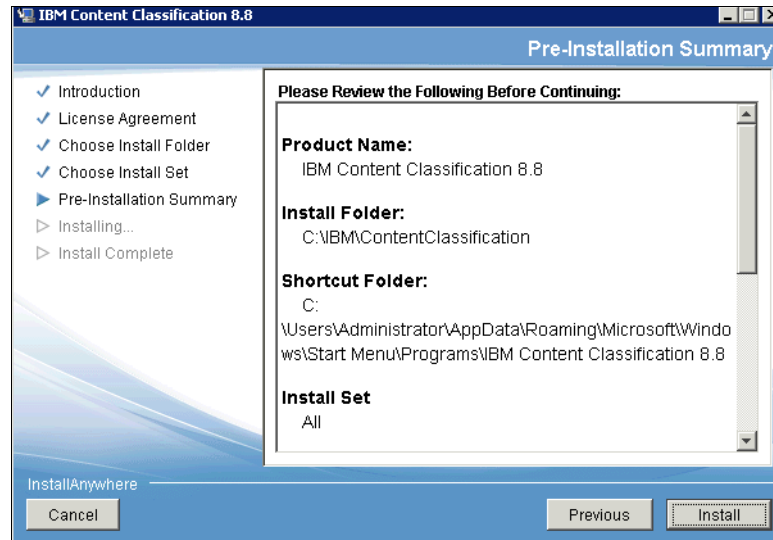 IBM Content Classification 8.8
Pre-Installation Summary
Introduction
License Agreement
Choose Install Folder
Choose Install Set
Pre-Installation Summary
Installing...
Install Complete
Please Review the Following Before Continuing:
Product Name:
IBM Content Classification 8.8
Install Folder:
C:\IBM\ContentClassification
Shortcut Folder:
C:
\Users\Administrator\AppData\Roaming\Microsoft\Windo
ws\Start Menu\Programs\IBM Content Classification 8.8
Install Set
All
InstallAnywhere
Cancel
Previous
Install